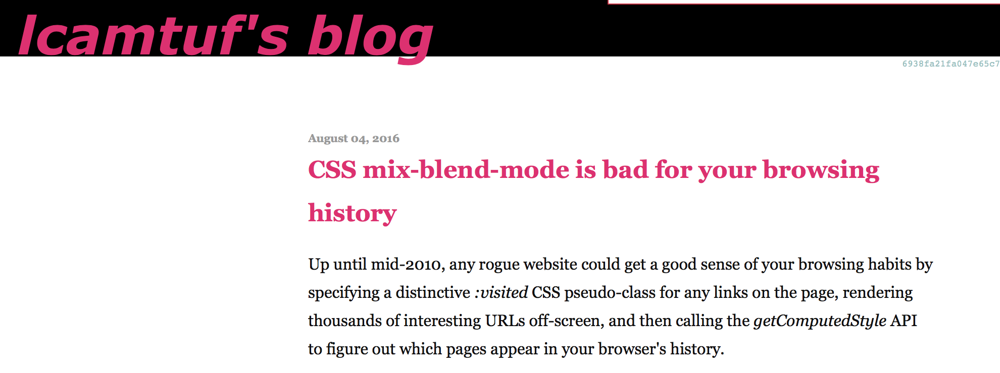 lcamtuf's blog
6938fa21fa047e65c7
August 04, 2016
CSS mix-blend-mode is bad for your browsing
history
Up until mid-2010, any rogue website could get a good sense of your browsing habits by
specifying a distinctive :visited CSS pseudo-class for any links on the page, rendering
thousands of interesting URLs off-screen, and then calling the getComputedStyle API
to figure out which pages appear in your browser's history.